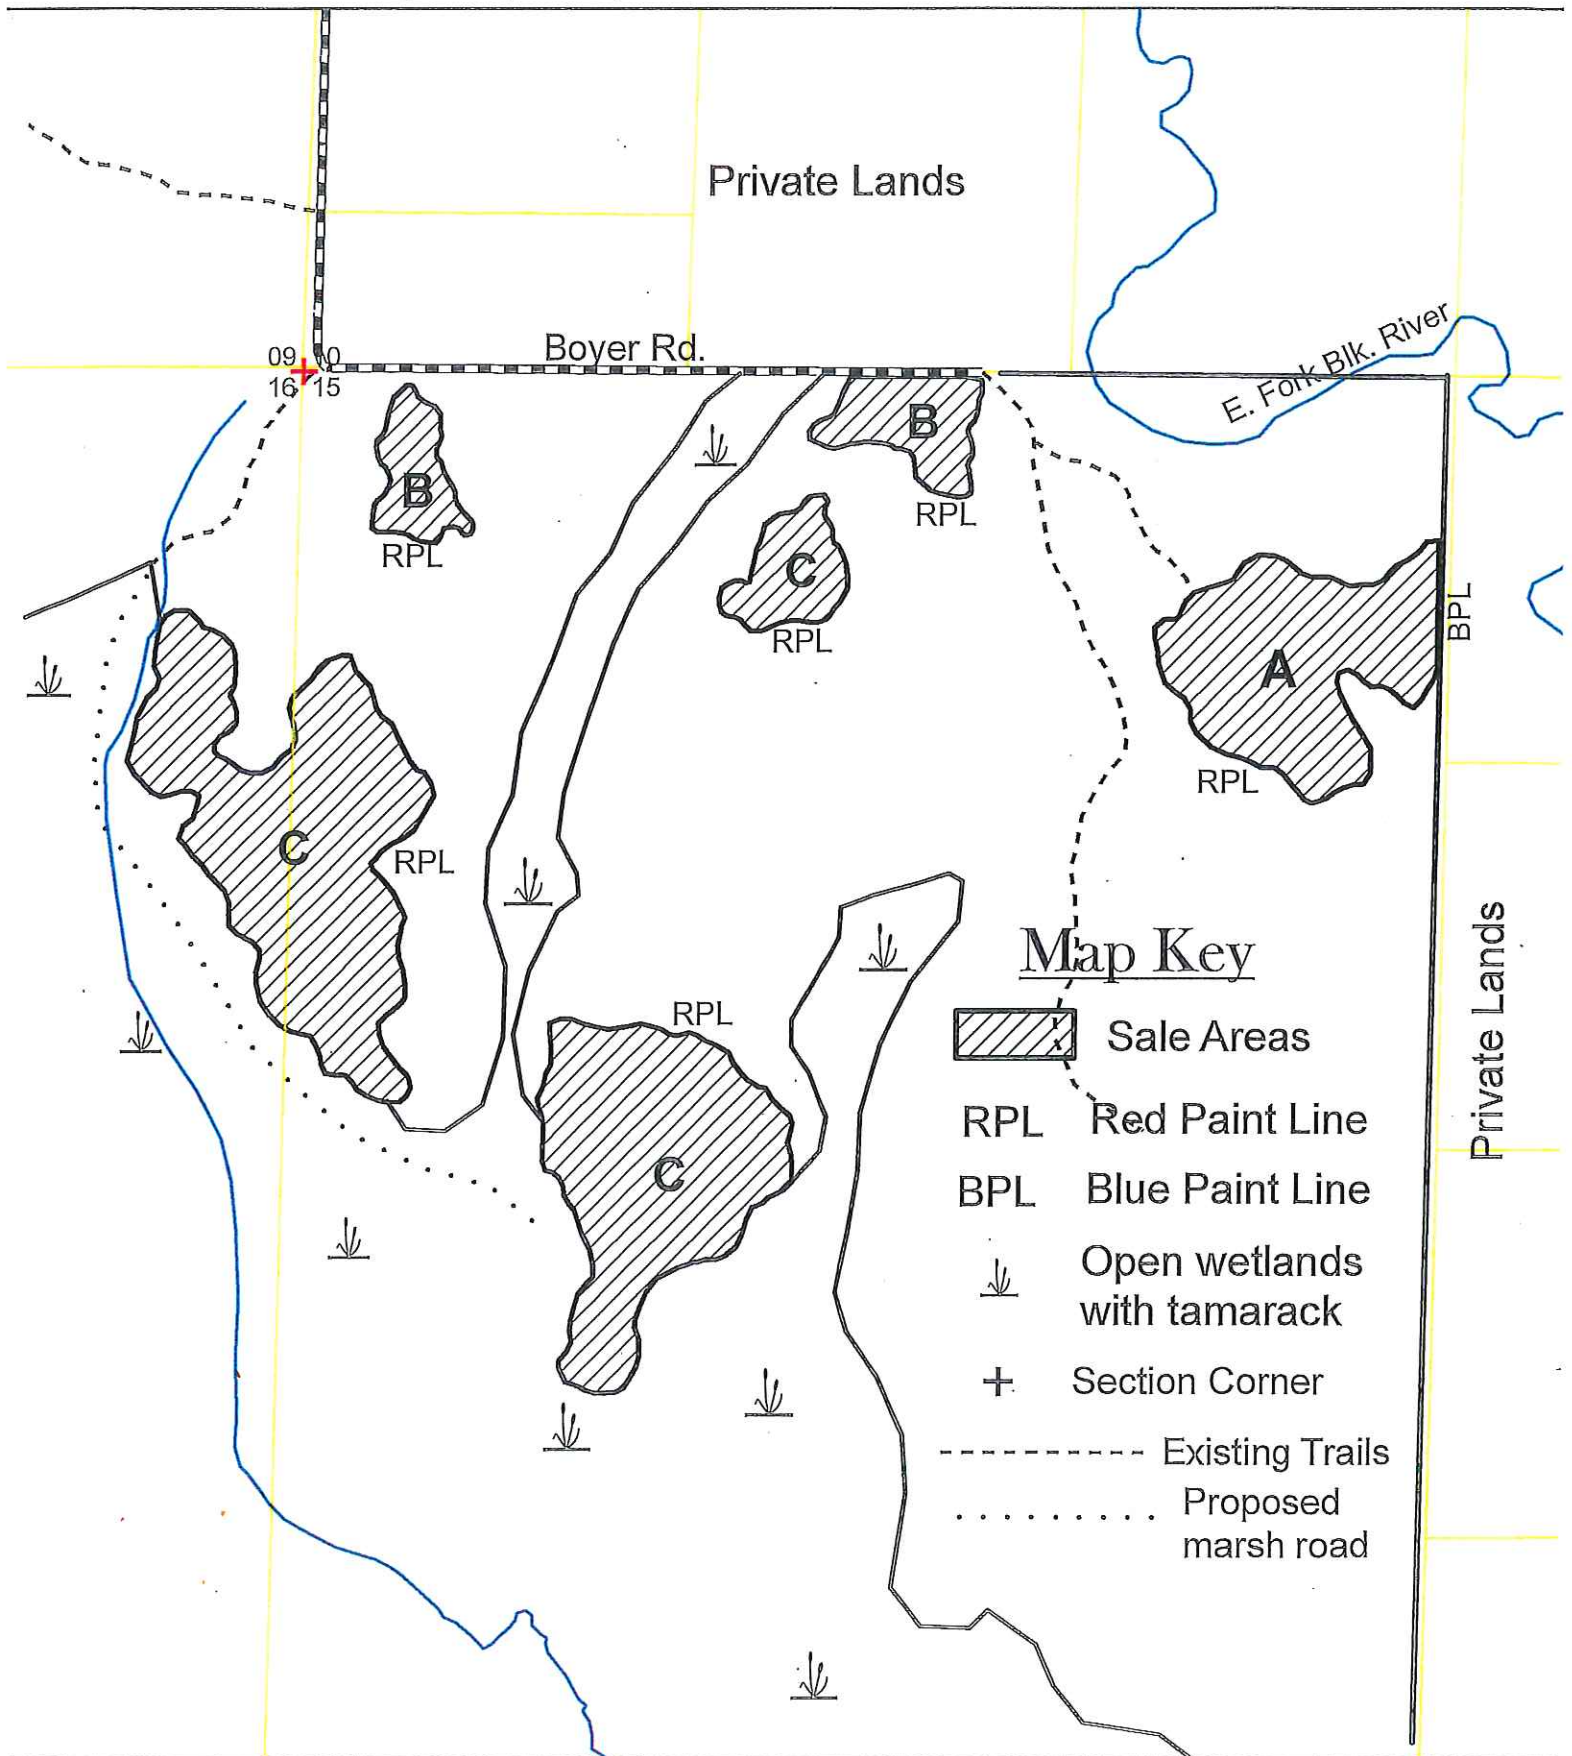 Private Lands
Boyer Rd.
E. Fork Blk. River
09 0
16 15
B
B
RPL
RPL
C
RPL
BPL
A
RPL
C
RPL
Private Lands
RPL
C
Map Key
Sale Areas
RPL Red Paint Line
BPL Blue Paint Line
Open wetlands
with tamarack
Section Corner
Existing Trails
Proposed
marsh road